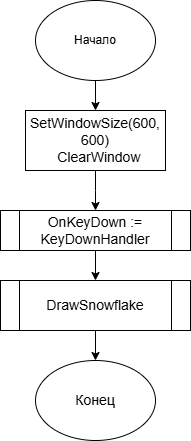 Начало
SetWindowSize(600,
600)
ClearWindow
OnKeyDown :=
KeyDownHandler
DrawSnowflake
Конец